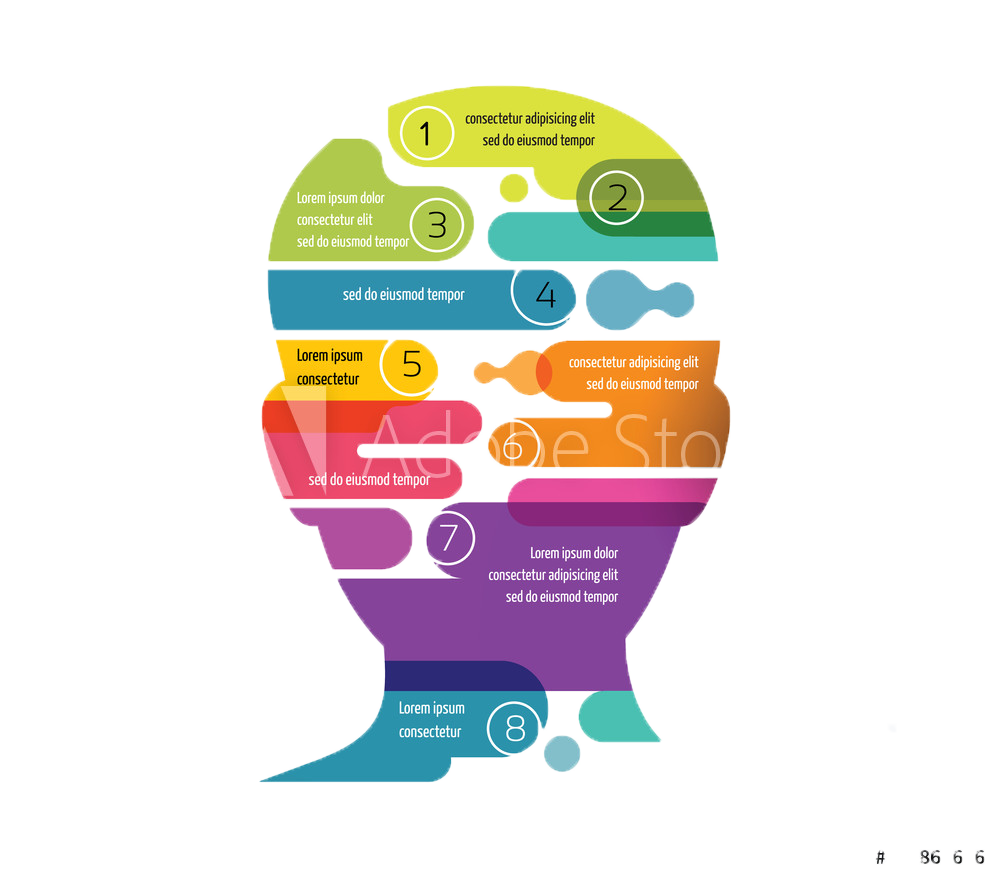 1
consectetur adipisicing elit
sed do eiusmod tempor
2
Lorem ipsum dolor
consectetur elit
sed do eiusmod tempor
3
sed do eiusmod tempor
4
Lorem ipsum
consectetur
5
consectetur adipisicing elit
sed do eiusmod tempor
6
Adobe Sto
sed do eiusmod tempor
7
Lorem ipsum dolor
consectetur adipisicing elit
sed do eiusmod tempor
Lorem ipsum
consectetur
8
# 86 6 6